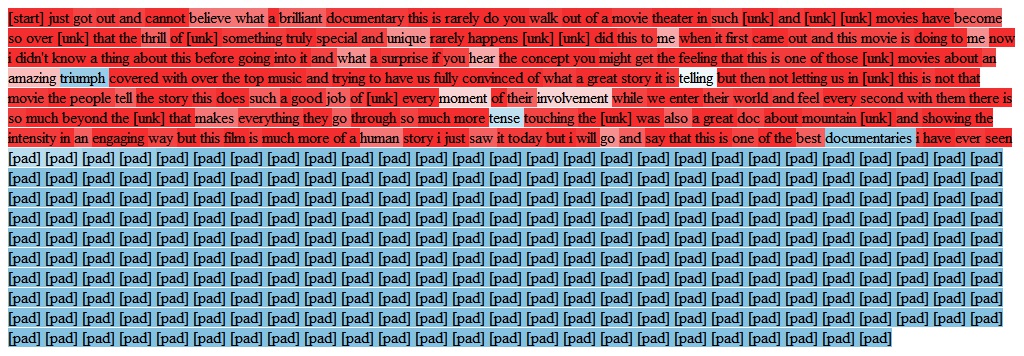 [start] just got out and cannot believe what a brilliant documentary this is rarely do you walk out of a movie theater in such [unk] and [unk] [unk] movies have become
so over [unk] that the thrill of [unk] something truly special and unique rarely happens [unk] [unk] did this to me when it first came out and this movie is doing to me now
i didn't know a thing about this before going into it and what a surprise if you hear the concept you might get the feeling that this is one of those [unk] movies about an
amazing triumph covered with over the top music and trying to have us fully convinced of what a great story it is telling but then not letting us in [unk] this is not that
movie the people tell the story this does such a good job of [unk] every moment of their involvement while we enter their world and feel every second with them there is
so much beyond the [unk] that makes everything they go through so much more tense touching the [unk] was also a great doc about mountain [unk] and showing the
intensity in an engaging way but this film is much more of a human story i just saw it today but i will go and say that this is one of the best documentaries i have ever seen
[pad] [pad] [pad] [pad] [pad] [pad] [pad] [pad] [pad] [pad] [pad] [pad] [pad] [pad] [pad] [pad] [pad] [pad] [pad] [pad] [pad] [pad] [pad] [pad] [pad] [pad] [pad]
[pad] [pad] [pad] [pad] [pad] [pad] [pad] [pad] [pad] [pad] [pad] [pad] [pad] [pad] [pad] [pad] [pad] [pad] [pad] [pad] [pad] [pad] [pad] [pad] [pad] [pad] [pad]
[pad] [pad] [pad] [pad] [pad] [pad] [pad] [pad] [pad] [pad] [pad] [pad] [pad] [pad] [pad] [pad] [pad] [pad] [pad] [pad] [pad] [pad] [pad] [pad] [pad] [pad] [pad]
[pad] [pad] [pad] [pad] [pad] [pad] [pad] [pad] [pad] [pad] [pad] [pad] [pad] [pad] [pad] [pad] [pad] [pad] [pad] [pad] [pad] [pad] [pad] [pad] [pad] [pad] [pad]
[pad] [pad] [pad] [pad] [pad] [pad] [pad] [pad] [pad] [pad] [pad] [pad] [pad] [pad] [pad] [pad] [pad] [pad] [pad] [pad] [pad] [pad] [pad] [pad] [pad] [pad] [pad]
[pad] [pad] [pad] [pad] [pad] [pad] [pad] [pad] [pad] [pad] [pad] [pad] [pad] [pad] [pad] [pad] [pad] [pad] [pad] [pad] [pad] [pad] [pad] [pad] [pad] [pad] [pad]
[pad] [pad] [pad] [pad] [pad] [pad] [pad] [pad] [pad] [pad] [pad] [pad] [pad] [pad] [pad] [pad] [pad] [pad] [pad] [pad] [pad] [pad] [pad] [pad] [pad] [pad] [pad]
[pad] [pad] [pad] [pad] [pad] [pad] [pad] [pad] [pad] [pad] [pad] [pad] [pad] [pad] [pad] [pad] [pad] [pad] [pad] [pad] [pad] [pad] [pad] [pad] [pad] [pad] [pad]
[pad] [pad] [pad] [pad] [pad] [pad] [pad] [pad] [pad] [pad] [pad] [pad] [pad] [pad] [pad] [pad] [pad] [pad] [pad] [pad] [pad] [pad] [pad] [pad] [pad] [pad] [pad]
[pad] [pad] [pad] [pad] [pad] [pad] [pad] [pad] [pad] [pad] [pad] [pad] [pad] [pad] [pad] [pad] [pad] [pad] [pad] [pad] [pad] [pad] [pad] [pad]